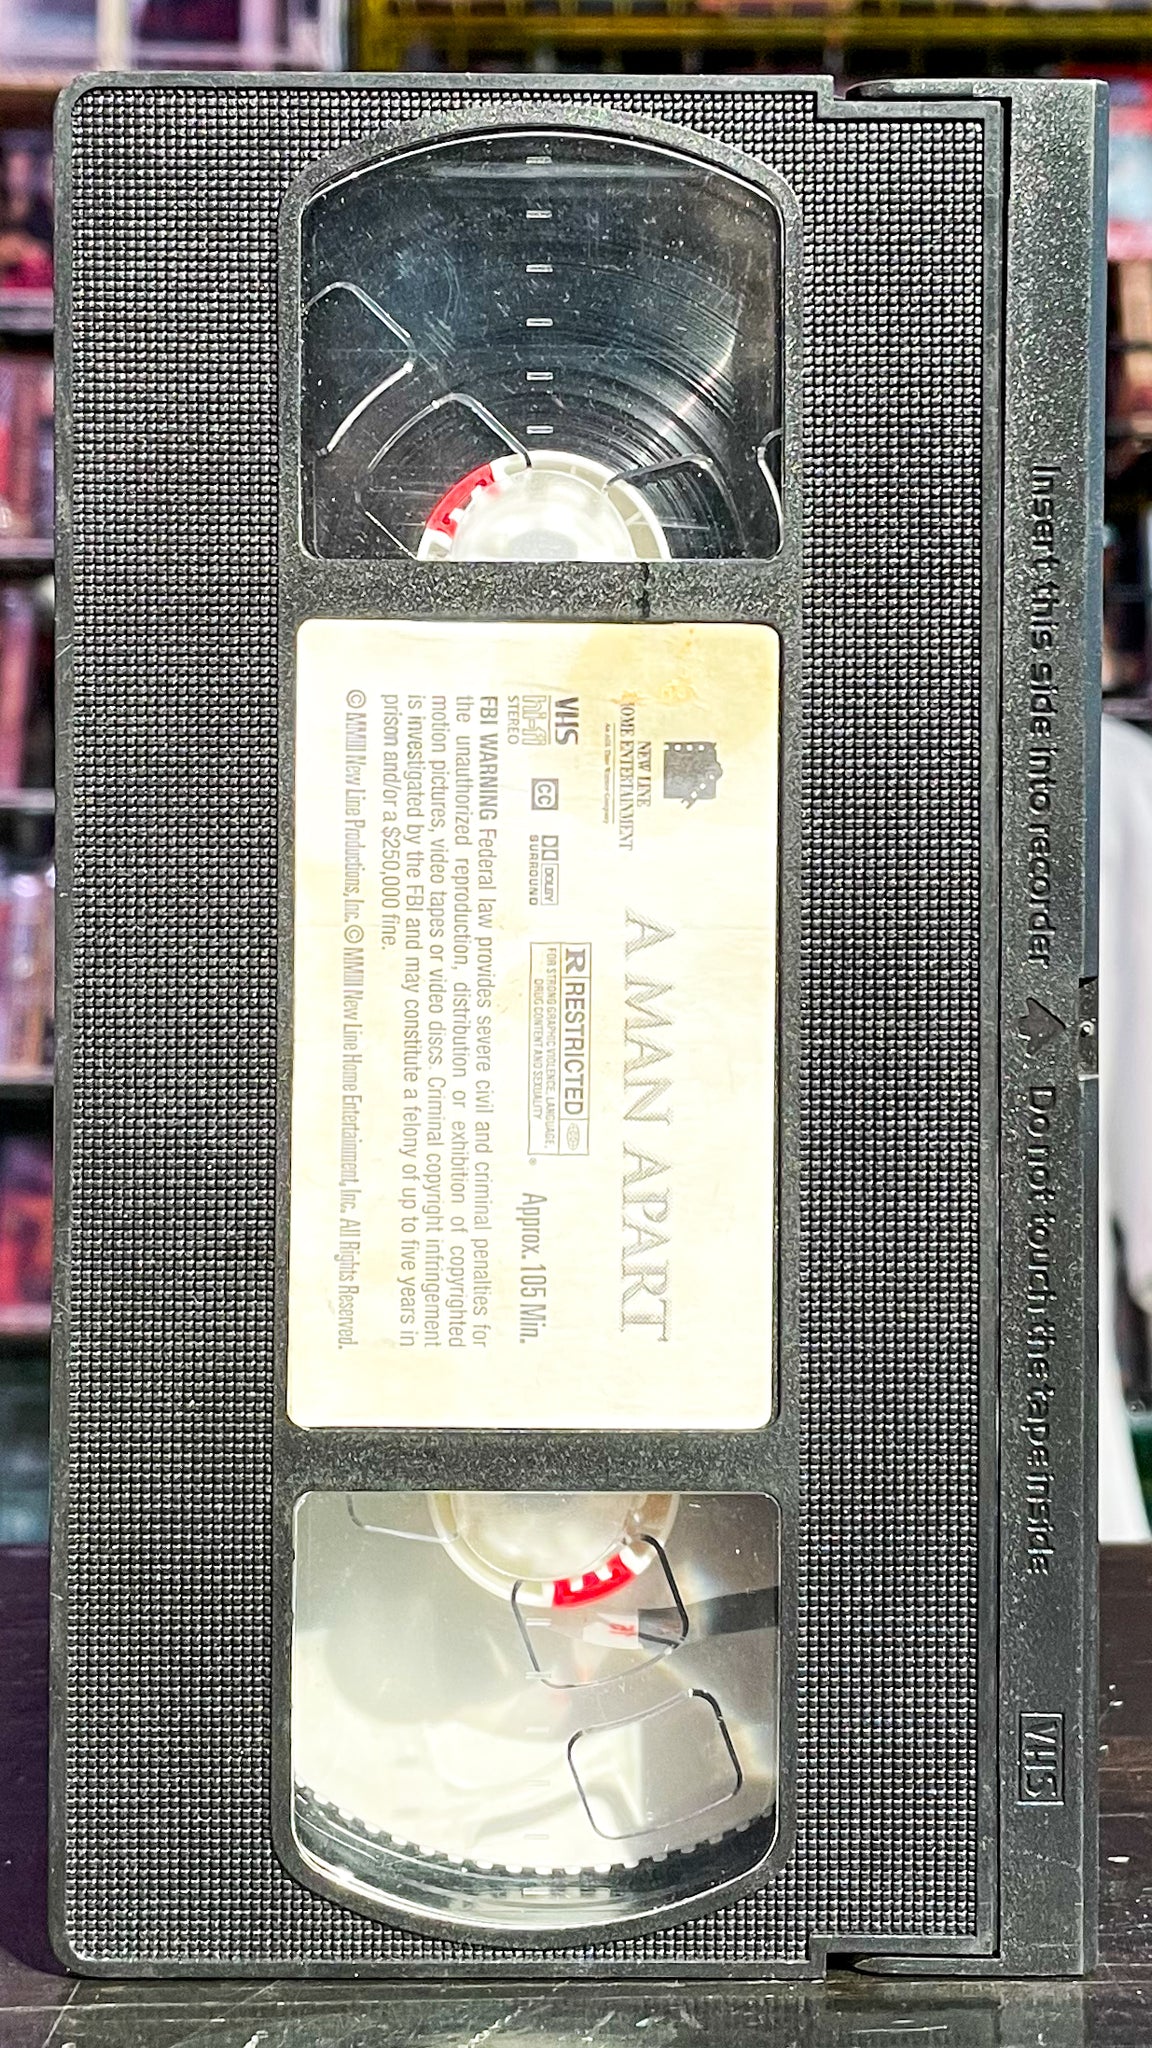 Insert this side into recorder ▲ Do not touch the tape inside
VHS
NEW LINE
HOME ENTERTAINMENT
An AOL Time Warner Company
A MAN APART
VHS
hi-fi
STEREO
CC
DOLBY
SURROUND
R RESTRICTED
FOR STRONG GRAPHIC VIOLENCE, LANGUAGE,
DRUG CONTENT AND SEXUALITY
®
Approx. 105 Min.
FBI WARNING Federal law provides severe civil and criminal penalties for
the unauthorized reproduction, distribution or exhibition of copyrighted
motion pictures, video tapes or video discs. Criminal copyright infringement
is investigated by the FBI and may constitute a felony of up to five years in
prison and/or a $250,000 fine.
© MMIII New Line Productions, Inc. © MMIII New Line Home Entertainment, Inc. All Rights Reserved.